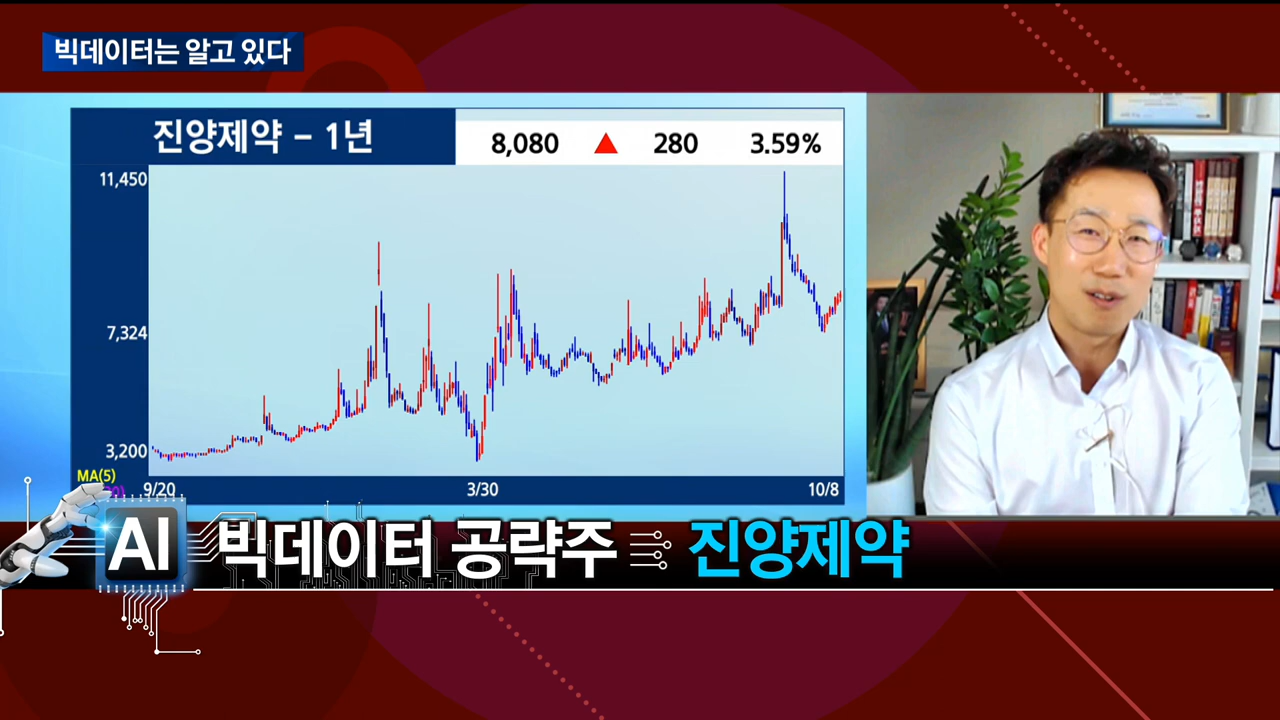 빅데이터는 알고 있다
진양제약 – 1년
8,080 ▲ 280 3.59%
11,450
7,324
3,200
MA(5)
9/20 3/30 10/8
AI 빅데이터 공략주 진양제약